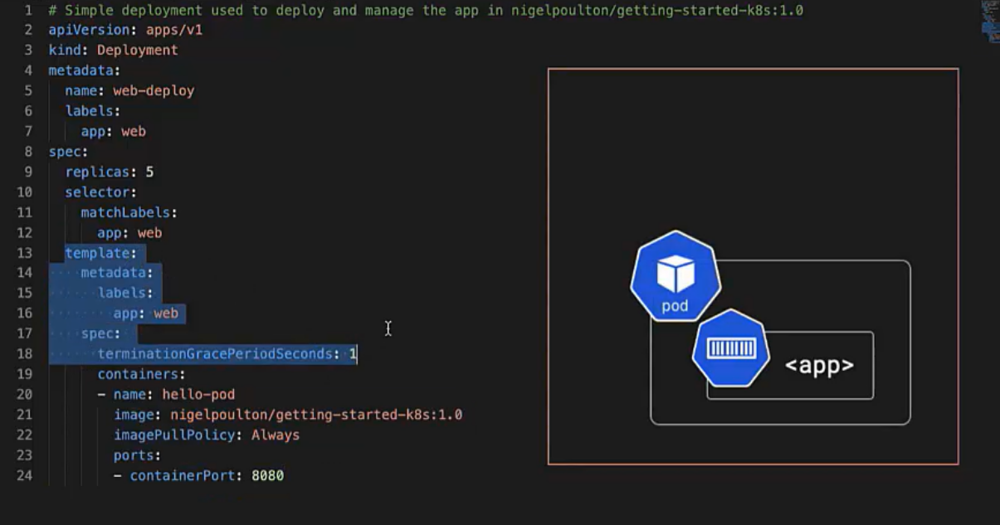 1 # Simple deployment used to deploy and manage the app in nigelpoulton/getting-started-k8s:1.0
2 apiVersion: apps/v1
3 kind: Deployment
4 metadata:
5   name: web-deploy
6   labels:
7     app: web
8 spec:
9   replicas: 5
10   selector:
11     matchLabels:
12       app: web
13   template:
14     metadata:
15       labels:
16         app: web
17     spec:
18       terminationGracePeriodSeconds: 1
19       containers:
20       - name: hello-pod
21         image: nigelpoulton/getting-started-k8s:1.0
22         imagePullPolicy: Always
23         ports:
24         - containerPort: 8080
pod
<app>